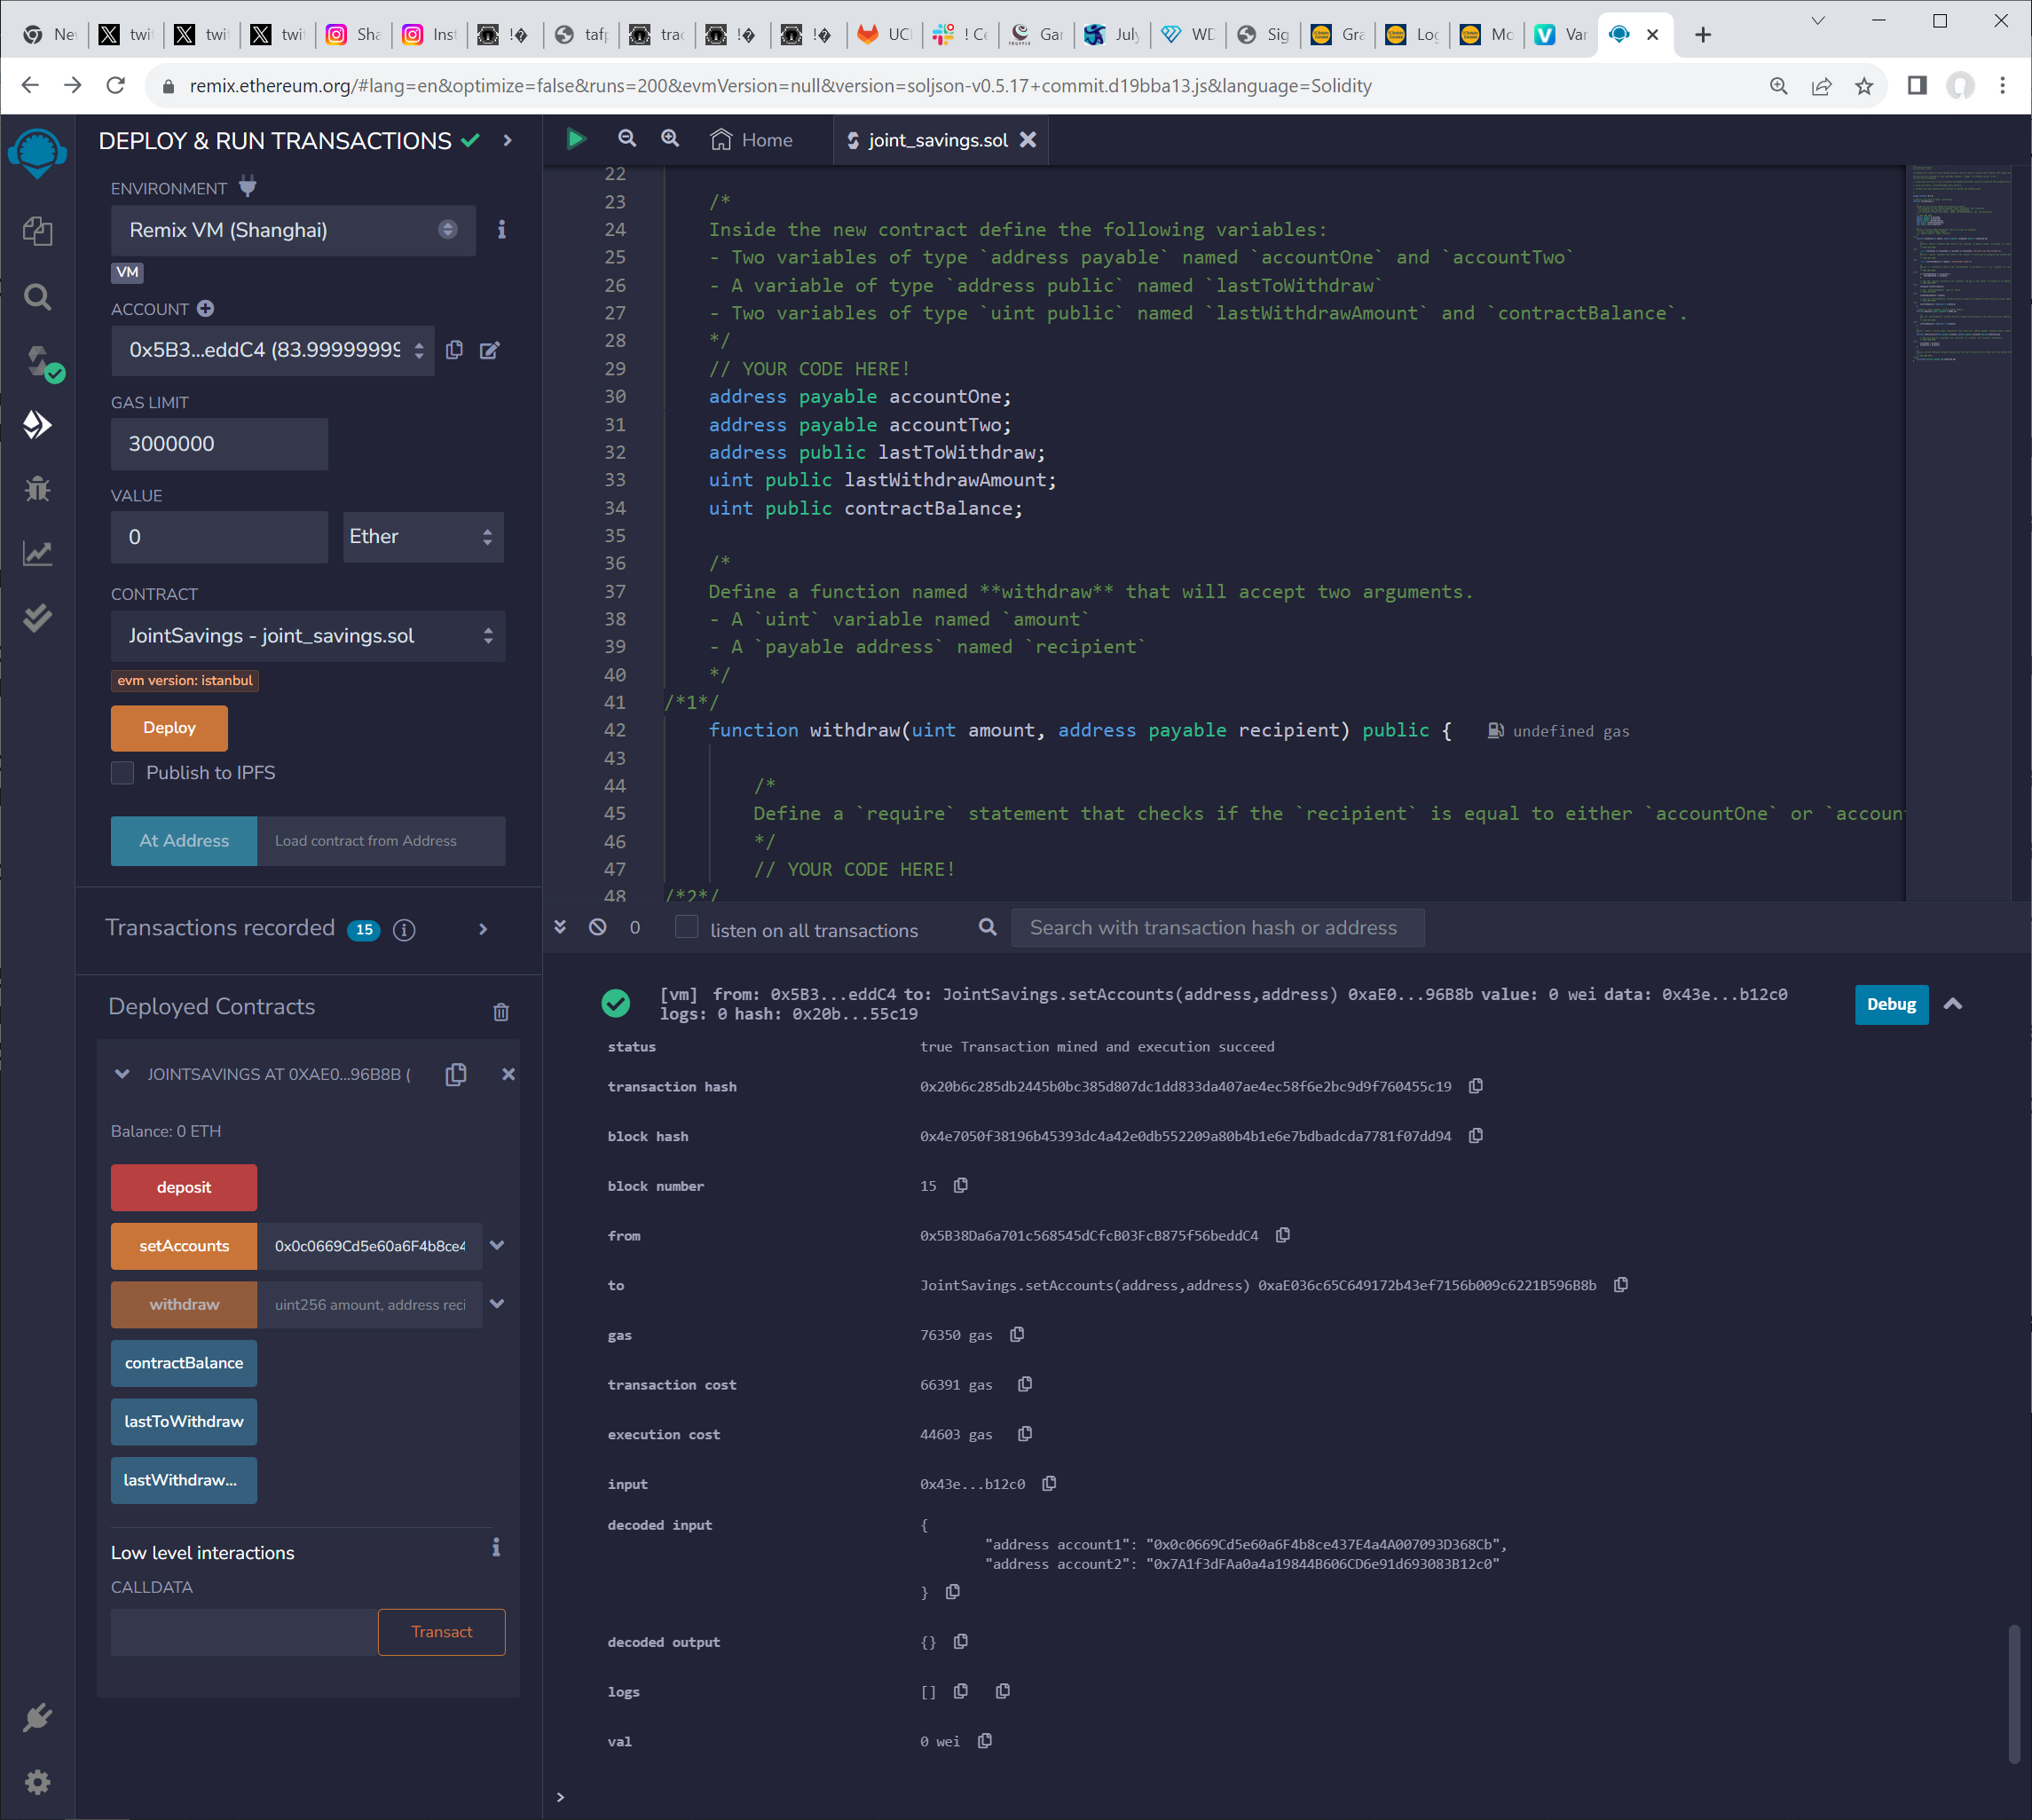 Nev
twit
twit
twit
Sha
Inst
!�
tafp
trac
!�
!�
UCI
! Ce
Gar
July
WD
Sig
Gra
Log
Mo
Var
remix.ethereum.org/#lang=en&optimize=false&runs=200&evmVersion=null&version=soljson-v0.5.17+commit.d19bba13.js&language=Solidity
DEPLOY & RUN TRANSACTIONS
ENVIRONMENT
Remix VM (Shanghai)
VM
ACCOUNT
0x5B3...eddC4 (83.99999999
GAS LIMIT
3000000
VALUE
0
Ether
CONTRACT
JointSavings - joint_savings.sol
evm version: istanbul
Deploy
Publish to IPFS
At Address
Load contract from Address
Transactions recorded 15
Deployed Contracts
JOINTSAVINGS AT 0XAE0...96B8B (
Balance: 0 ETH
deposit
setAccounts
0x0c0669Cd5e60a6F4b8ce4
withdraw
uint256 amount, address reci
contractBalance
lastToWithdraw
lastWithdraw...
Low level interactions
CALLDATA
Transact
Home
joint_savings.sol
22
23 /*
24 Inside the new contract define the following variables:
25 - Two variables of type `address payable` named `accountOne` and `accountTwo`
26 - A variable of type `address public` named `lastToWithdraw`
27 - Two variables of type `uint public` named `lastWithdrawAmount` and `contractBalance`.
28 */
29 // YOUR CODE HERE!
30 address payable accountOne;
31 address payable accountTwo;
32 address public lastToWithdraw;
33 uint public lastWithdrawAmount;
34 uint public contractBalance;
35
36 /*
37 Define a function named **withdraw** that will accept two arguments.
38 - A `uint` variable named `amount`
39 - A `payable address` named `recipient`
40 */
41 /*1*/
42 function withdraw(uint amount, address payable recipient) public { undefined gas
43
44 /*
45 Define a `require` statement that checks if the `recipient` is equal to either `accountOne` or `accoun
46 */
47 // YOUR CODE HERE!
48 /*2*/
0
listen on all transactions
Search with transaction hash or address
[vm] from: 0x5B3...eddC4 to: JointSavings.setAccounts(address,address) 0xaE0...96B8b value: 0 wei data: 0x43e...b12c0
logs: 0 hash: 0x20b...55c19
Debug
status true Transaction mined and execution succeed
transaction hash 0x20b6c285db2445b0bc385d807dc1dd833da407ae4ec58f6e2bc9d9f760455c19
block hash 0x4e7050f38196b45393dc4a42e0db552209a80b4b1e6e7bdbadcda7781f07dd94
block number 15
from 0x5B38Da6a701c568545dCfcB03FcB875f56beddC4
to JointSavings.setAccounts(address,address) 0xaE036c65C649172b43ef7156b009c6221B596B8b
gas 76350 gas
transaction cost 66391 gas
execution cost 44603 gas
input 0x43e...b12c0
decoded input {
"address account1": "0x0c0669Cd5e60a6F4b8ce437E4a4A007093D368Cb",
"address account2": "0x7A1f3dFAa0a4a19844B606CD6e91d693083B12c0"
}
decoded output {}
logs []
val 0 wei
>